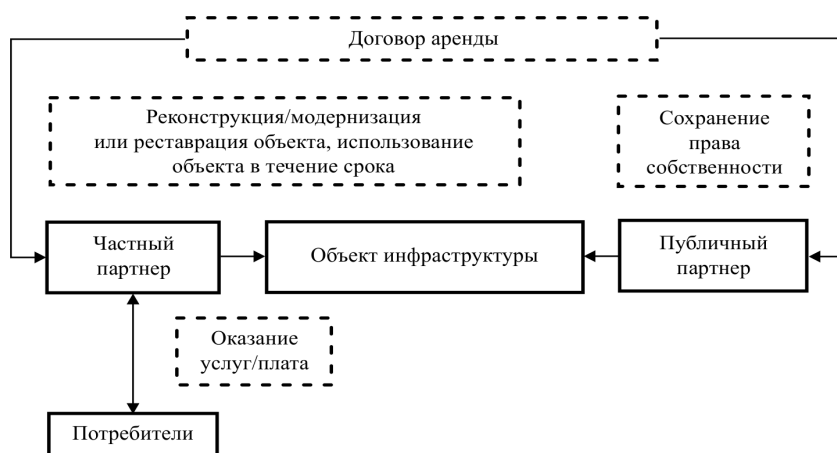 Договор аренды
Реконструкция/модернизация
или реставрация объекта, использование
объекта в течение срока
Сохранение
права
собственности
Частный
партнер
Объект инфраструктуры
Публичный
партнер
Оказание
услуг/плата
Потребители